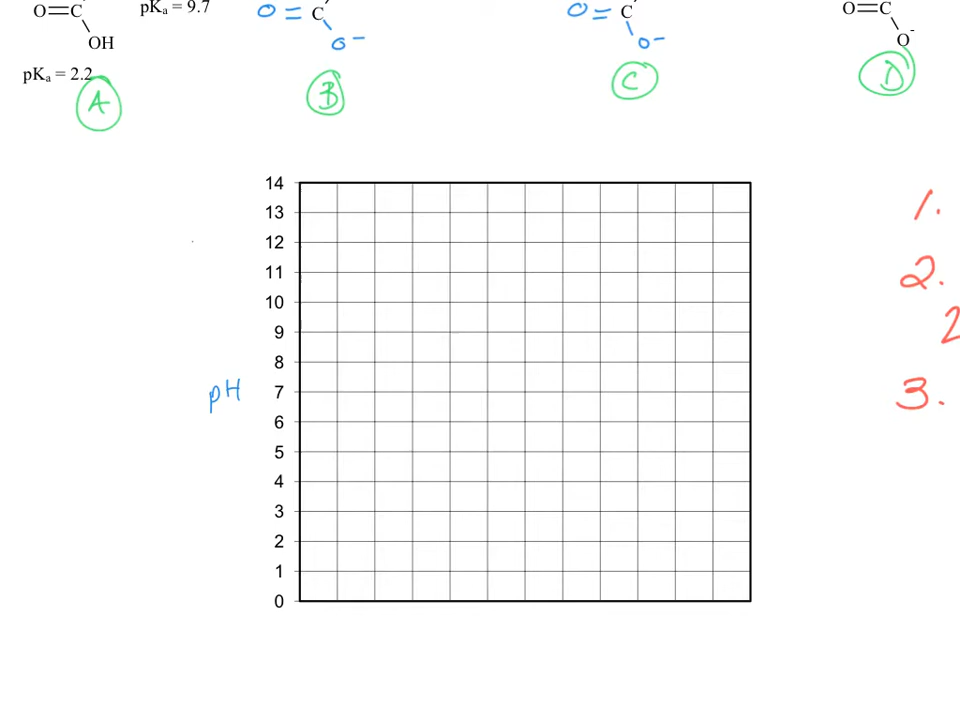 O=C
OH
pKa = 9.7
O = C
O-
O = C
O-
O=C
O-
pKa = 2.2
A
B
C
D
14
13
12
11
10
9
8
7
6
5
4
3
2
1
0
pH
1.
2.
2
3.